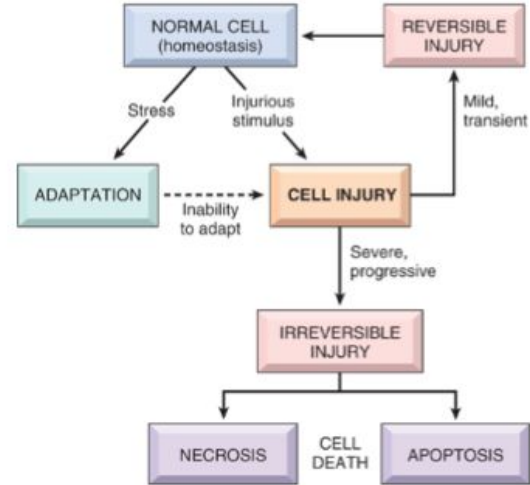 NORMAL CELL
(homeostasis)
REVERSIBLE
INJURY
Stress
Injurious
stimulus
Mild,
transient
ADAPTATION
Inability
to adapt
CELL INJURY
Severe,
progressive
IRREVERSIBLE
INJURY
NECROSIS
CELL
DEATH
APOPTOSIS